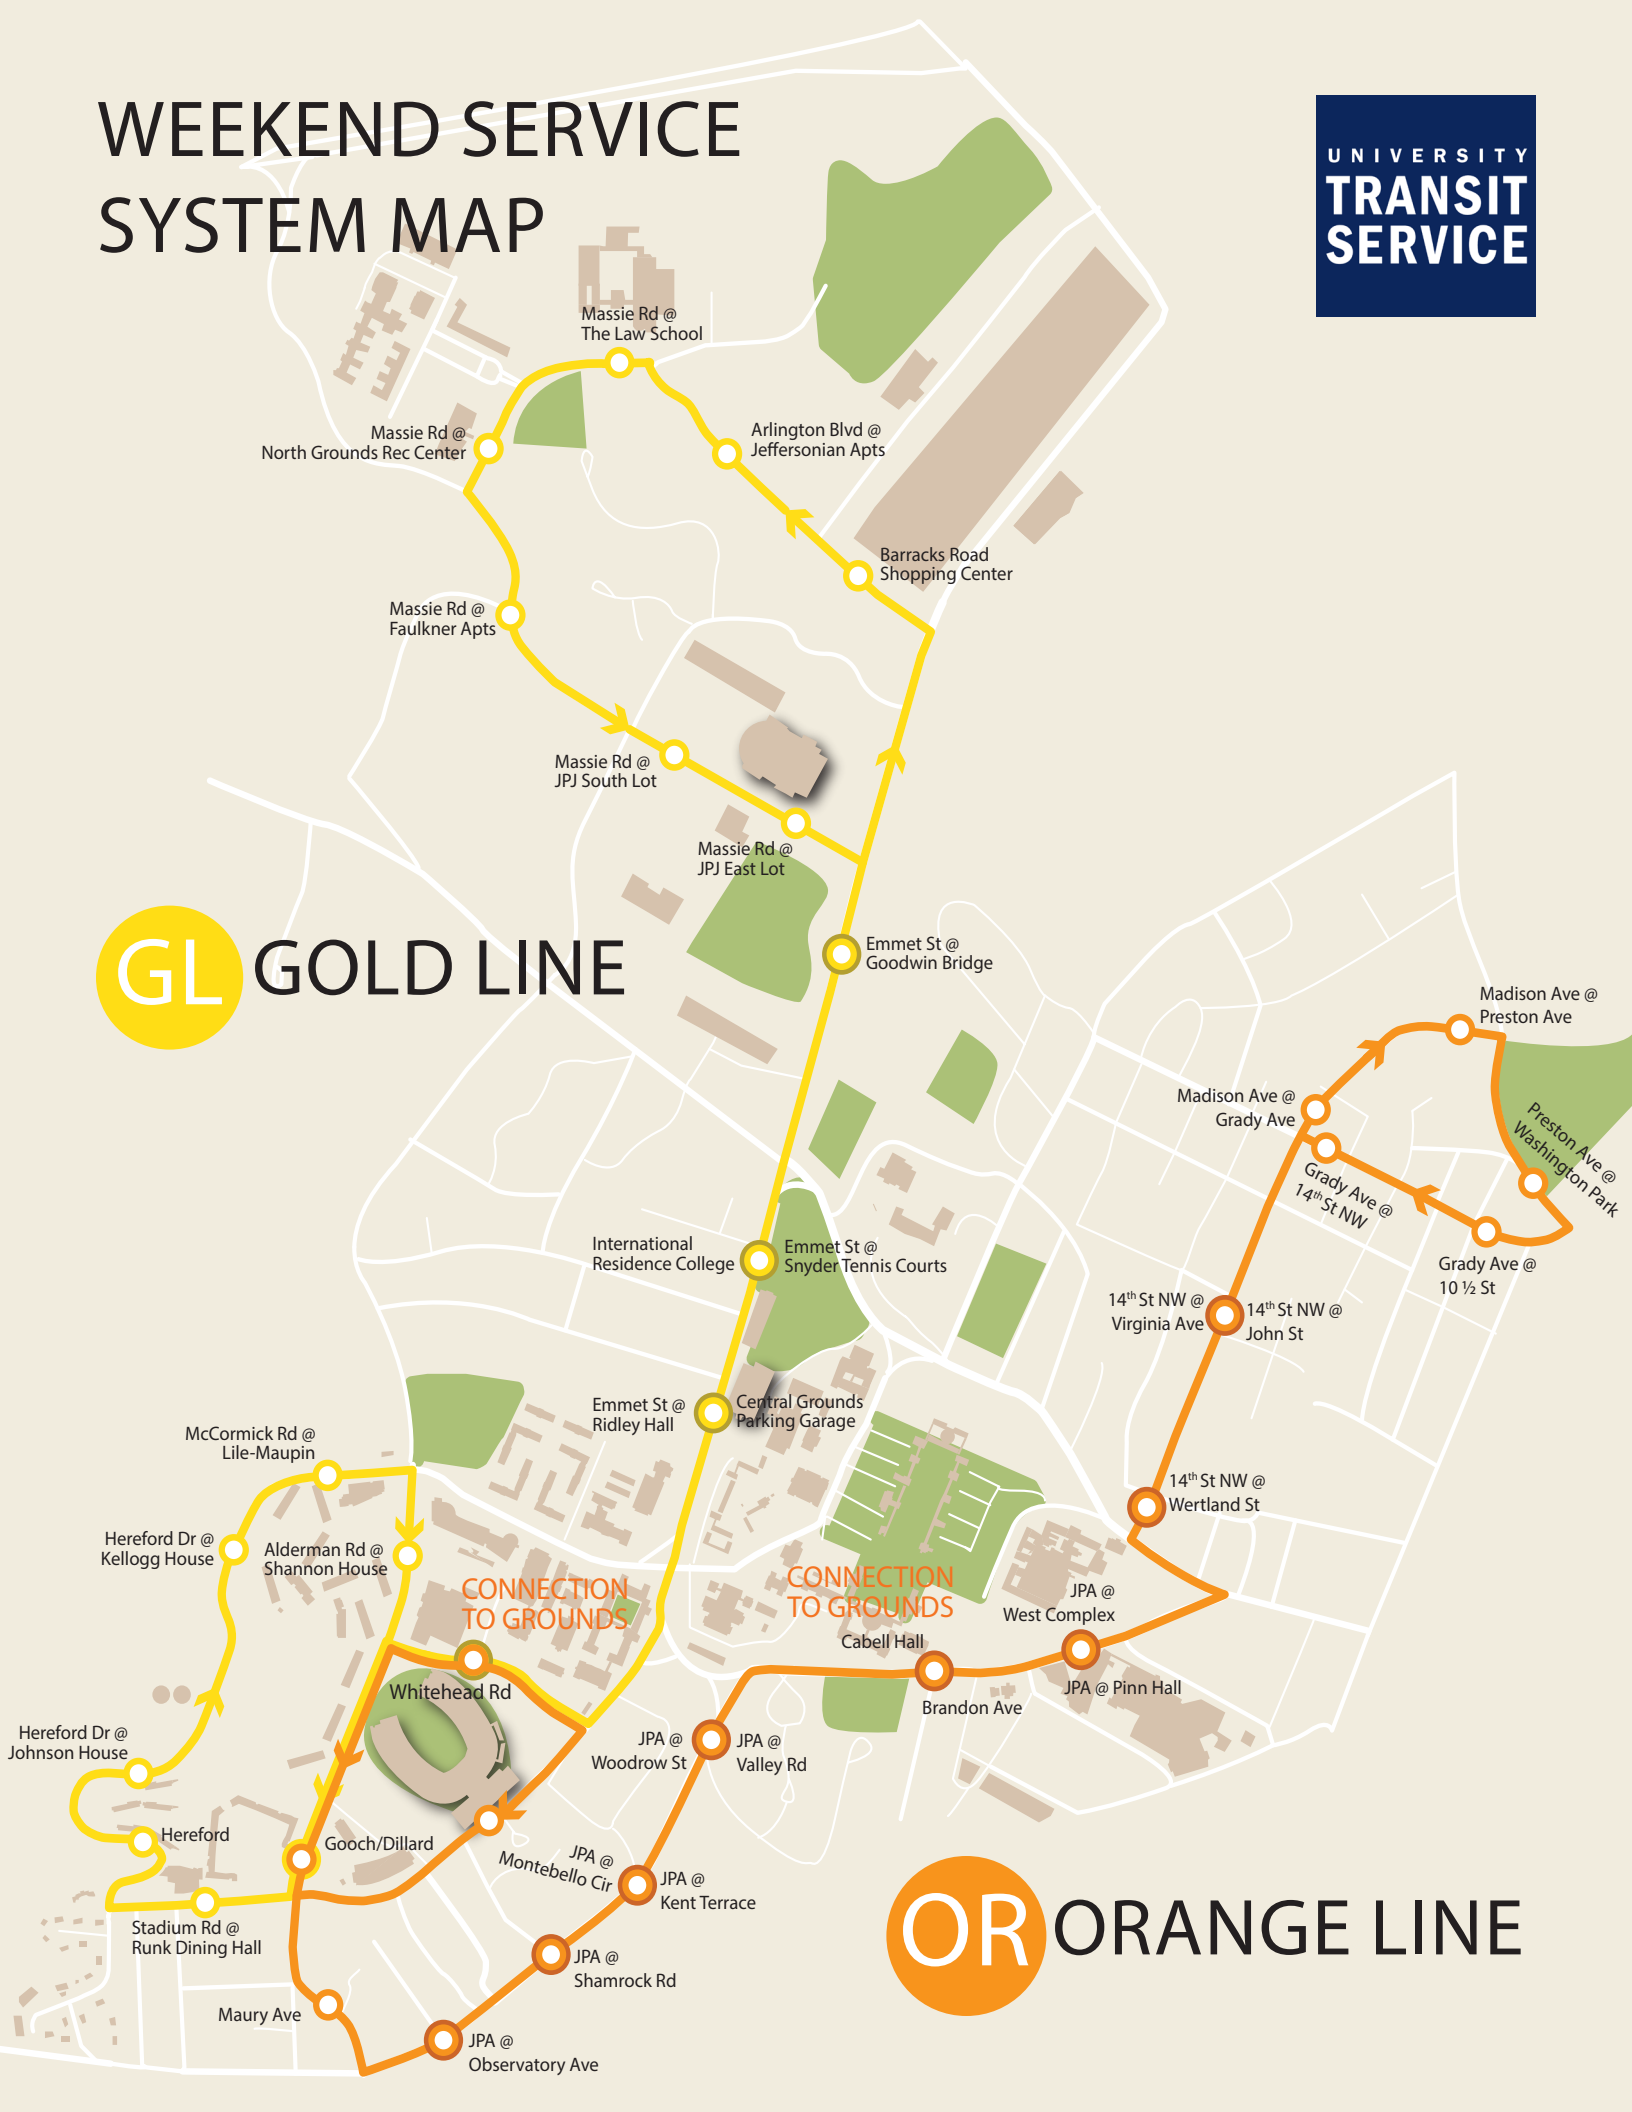 WEEKEND SERVICE
SYSTEM MAP
UNIVERSITY
TRANSIT
SERVICE
Massie Rd @
The Law School
Massie Rd @
North Grounds Rec Center
Arlington Blvd @
Jeffersonian Apts
Barracks Road
Shopping Center
Massie Rd @
Faulkner Apts
Massie Rd @
JPJ South Lot
Massie Rd @
JPJ East Lot
GL GOLD LINE
Emmet St @
Goodwin Bridge
Madison Ave @
Preston Ave
Madison Ave @
Grady Ave
Preston Ave @
Washington Park
Grady Ave @
14th St NW
Grady Ave @
10 ½ St
International
Residence College
Emmet St @
Snyder Tennis Courts
14th St NW @
Virginia Ave
14th St NW @
John St
Emmet St @
Ridley Hall
Central Grounds
Parking Garage
McCormick Rd @
Lile-Maupin
14th St NW @
Wertland St
Hereford Dr @
Kellogg House
Alderman Rd @
Shannon House
CONNECTION
TO GROUNDS
CONNECTION
TO GROUNDS
JPA @
West Complex
Cabell Hall
Whitehead Rd
JPA @ Pinn Hall
Brandon Ave
Hereford Dr @
Johnson House
JPA @
Woodrow St
JPA @
Valley Rd
Hereford
Gooch/Dillard
JPA @
Montebello Cir
JPA @
Kent Terrace
Stadium Rd @
Runk Dining Hall
OR ORANGE LINE
JPA @
Shamrock Rd
Maury Ave
JPA @
Observatory Ave